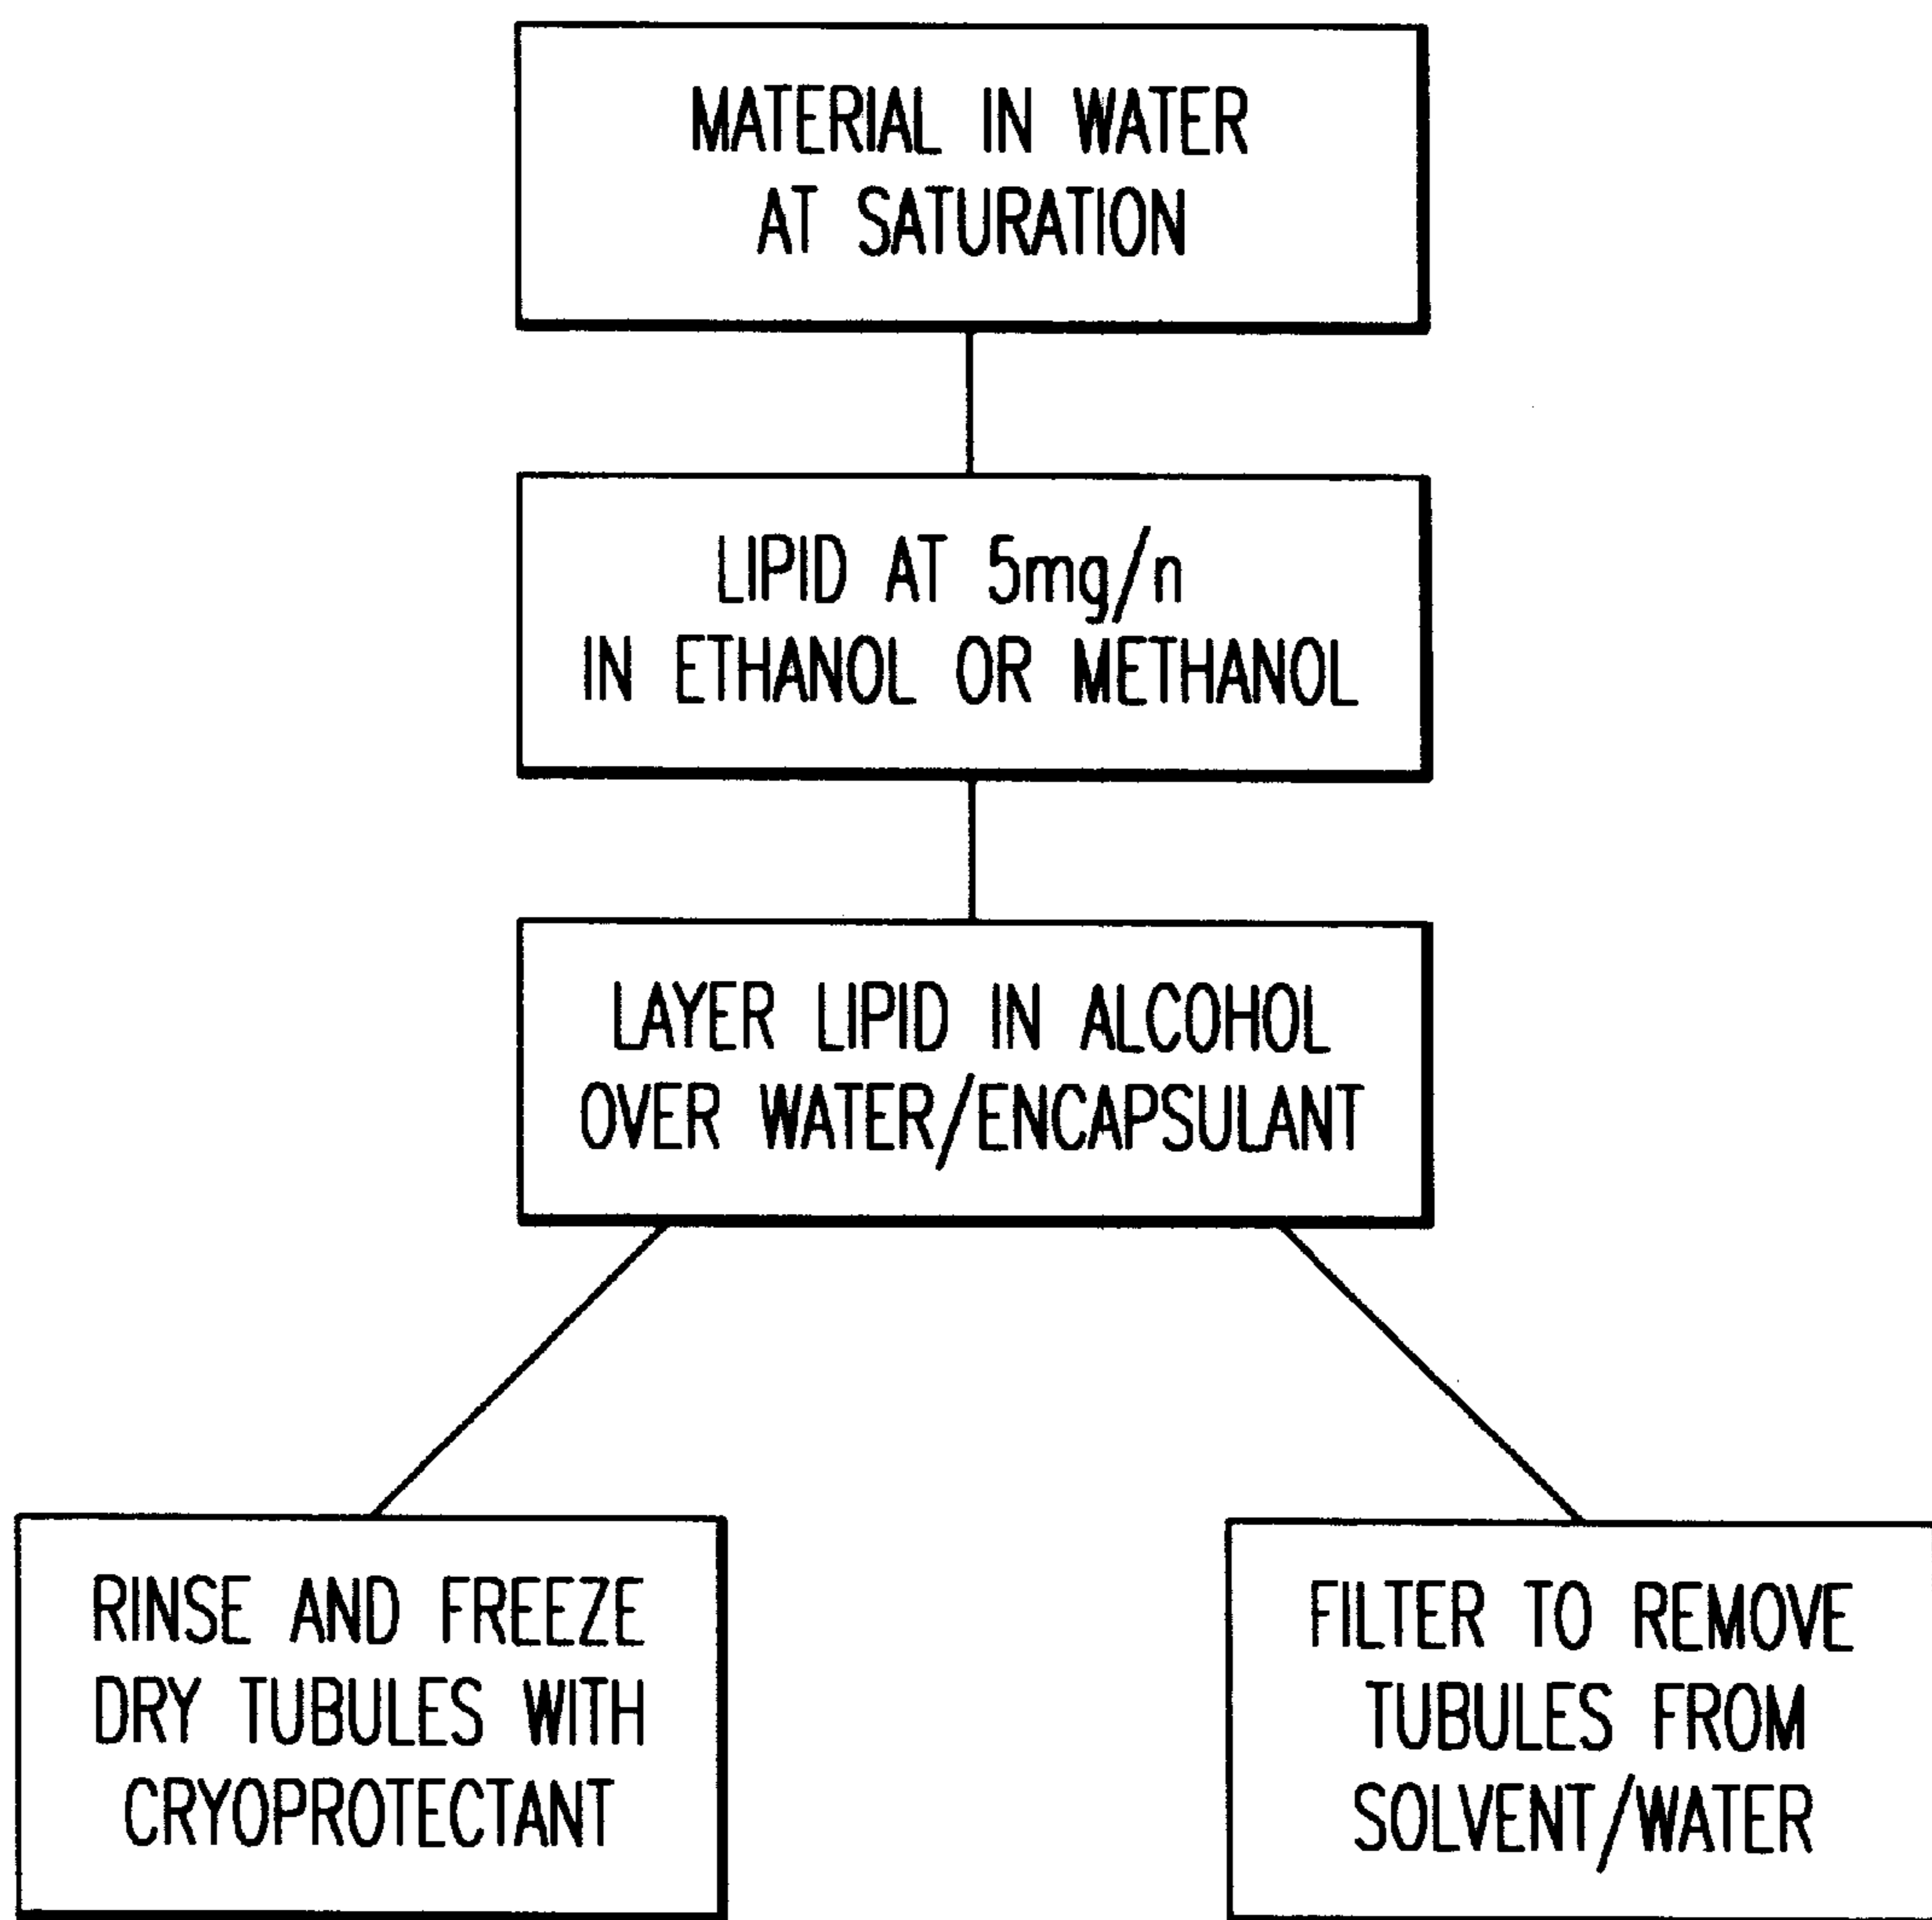 MATERIAL IN WATER
AT SATURATION
LIPID AT 5mg/n
IN ETHANOL OR METHANOL
LAYER LIPID IN ALCOHOL
OVER WATER/ENCAPSULANT
RINSE AND FREEZE
DRY TUBULES WITH
CRYOPROTECTANT
FILTER TO REMOVE
TUBULES FROM
SOLVENT/WATER